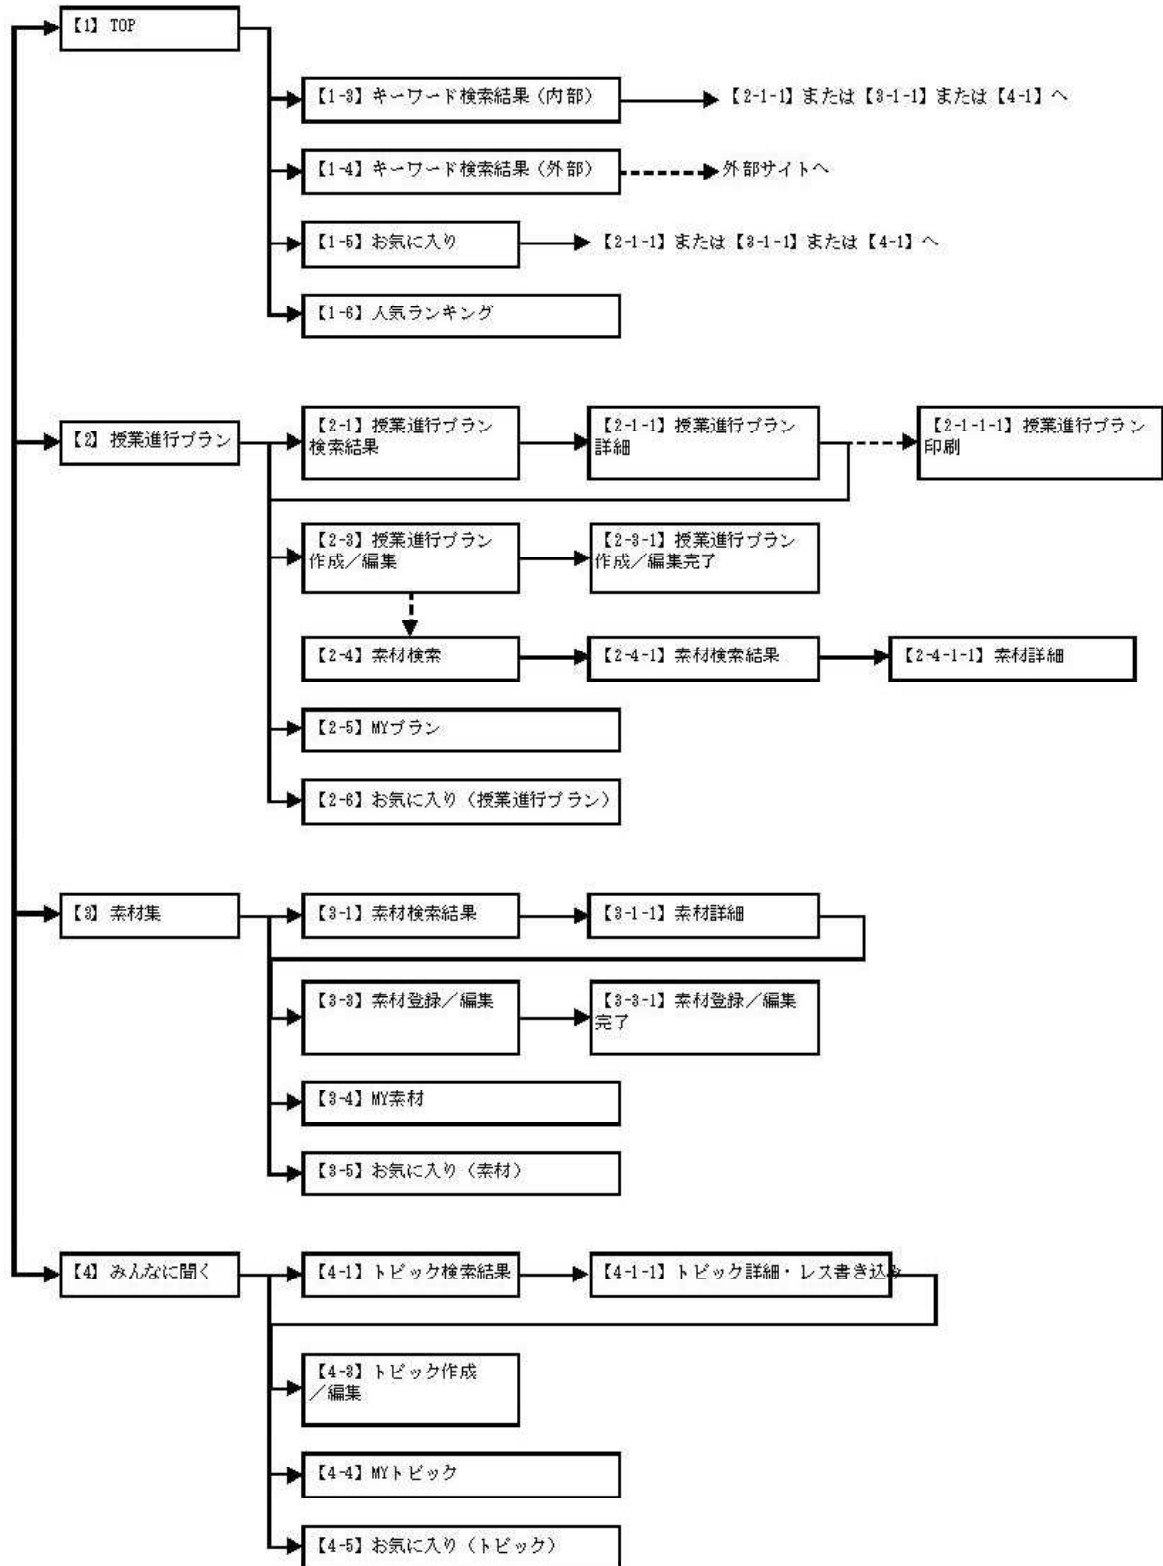 【1】 TOP
【1-3】キーワード検索結果（内部）
【2-1-1】または【3-1-1】または【4-1】へ
【1-4】キーワード検索結果（外部）
外部サイトへ
【1-5】お気に入り
【2-1-1】または【3-1-1】または【4-1】へ
【1-6】人気ランキング
【2】 授業進行プラン
【2-1】授業進行プラン
検索結果
【2-1-1】授業進行プラン
詳細
【2-1-1-1】授業進行プラン
印刷
【2-3】授業進行プラン
作成／編集
【2-3-1】授業進行プラン
作成／編集完了
【2-4】素材検索
【2-4-1】素材検索結果
【2-4-1-1】素材詳細
【2-5】MYプラン
【2-6】お気に入り（授業進行プラン）
【3】 素材集
【3-1】素材検索結果
【3-1-1】素材詳細
【3-3】素材登録／編集
【3-3-1】素材登録／編集
完了
【3-4】MY素材
【3-5】お気に入り（素材）
【4】 みんなに聞く
【4-1】トピック検索結果
【4-1-1】トピック詳細・レス書き込み
【4-3】トピック作成
／編集
【4-4】MYトピック
【4-5】お気に入り（トピック）